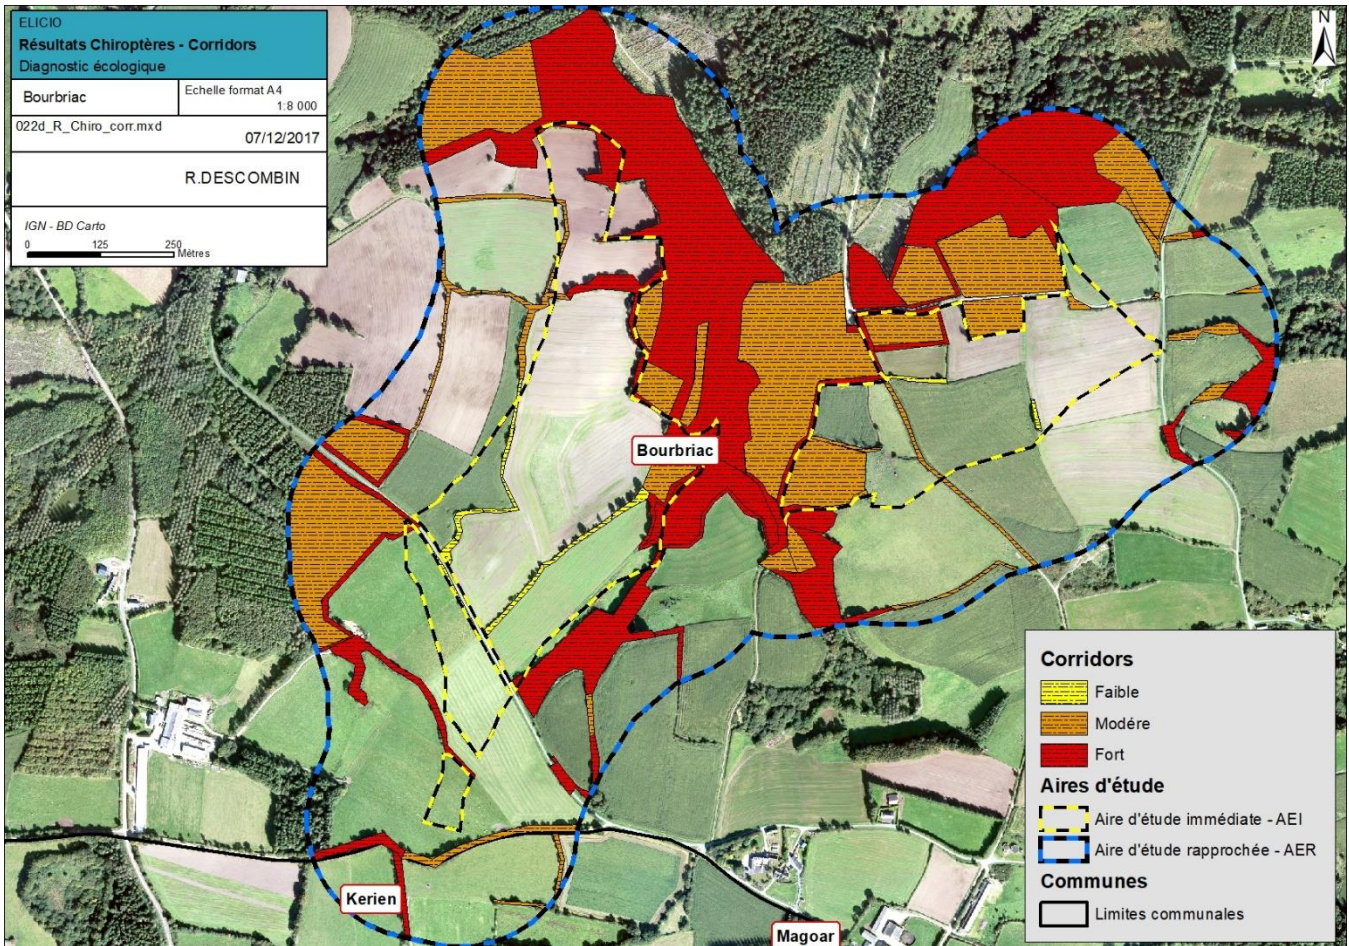 ELICIO
Résultats Chiroptères - Corridors
Diagnostic écologique
Bourbriac
Echelle format A4
1:8 000
022d_R_Chiro_corr.mxd
07/12/2017
R.DESCOMBIN
IGN - BD Carto
0 125 250
Mètres
N
Bourbriac
Kerien
Magoar
Corridors
Faible
Modére
Fort
Aires d'étude
Aire d'étude immédiate - AEI
Aire d'étude rapprochée - AER
Communes
Limites communales